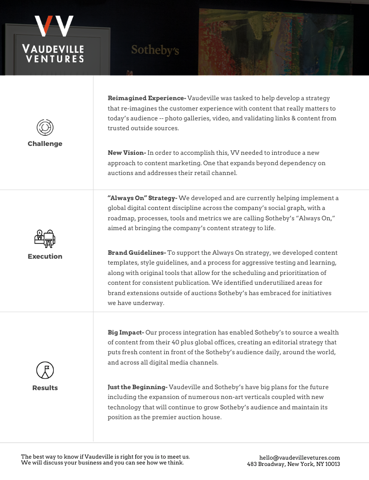 VAUDEVILLE
VENTURES
Sotheby's
Challenge
Reimagined Experience- Vaudeville was tasked to help develop a strategy
that re-imagines the customer experience with content that really matters to
today's audience -- photo galleries, video, and validating links & content from
trusted outside sources.
New Vision- In order to accomplish this, VV needed to introduce a new
approach to content marketing. One that expands beyond dependency on
auctions and addresses their retail channel.
Execution
"Always On" Strategy- We developed and are currently helping implement a
global digital content discipline across the company's social graph, with a
roadmap, processes, tools and metrics we are calling Sotheby's "Always On,"
aimed at bringing the company's content strategy to life.
Brand Guidelines- To support the Always On strategy, we developed content
templates, style guidelines, and a process for aggressive testing and learning,
along with original tools that allow for the scheduling and prioritization of
content for consistent publication. We identified underutilized areas for
brand extensions outside of auctions Sotheby's has embraced for initiatives
we have underway.
Results
Big Impact- Our process integration has enabled Sotheby's to source a wealth
of content from their 40 plus global offices, creating an editorial strategy that
puts fresh content in front of the Sotheby's audience daily, around the world,
and across all digital media channels.
Just the Beginning- Vaudeville and Sotheby's have big plans for the future
including the expansion of numerous non-art verticals coupled with new
technology that will continue to grow Sotheby's audience and maintain its
position as the premier auction house.
The best way to know if Vaudeville is right for you is to meet us.
We will discuss your business and you can see how we think.
hello@vaudevillevetures.com
483 Broadway, New York, NY 10013